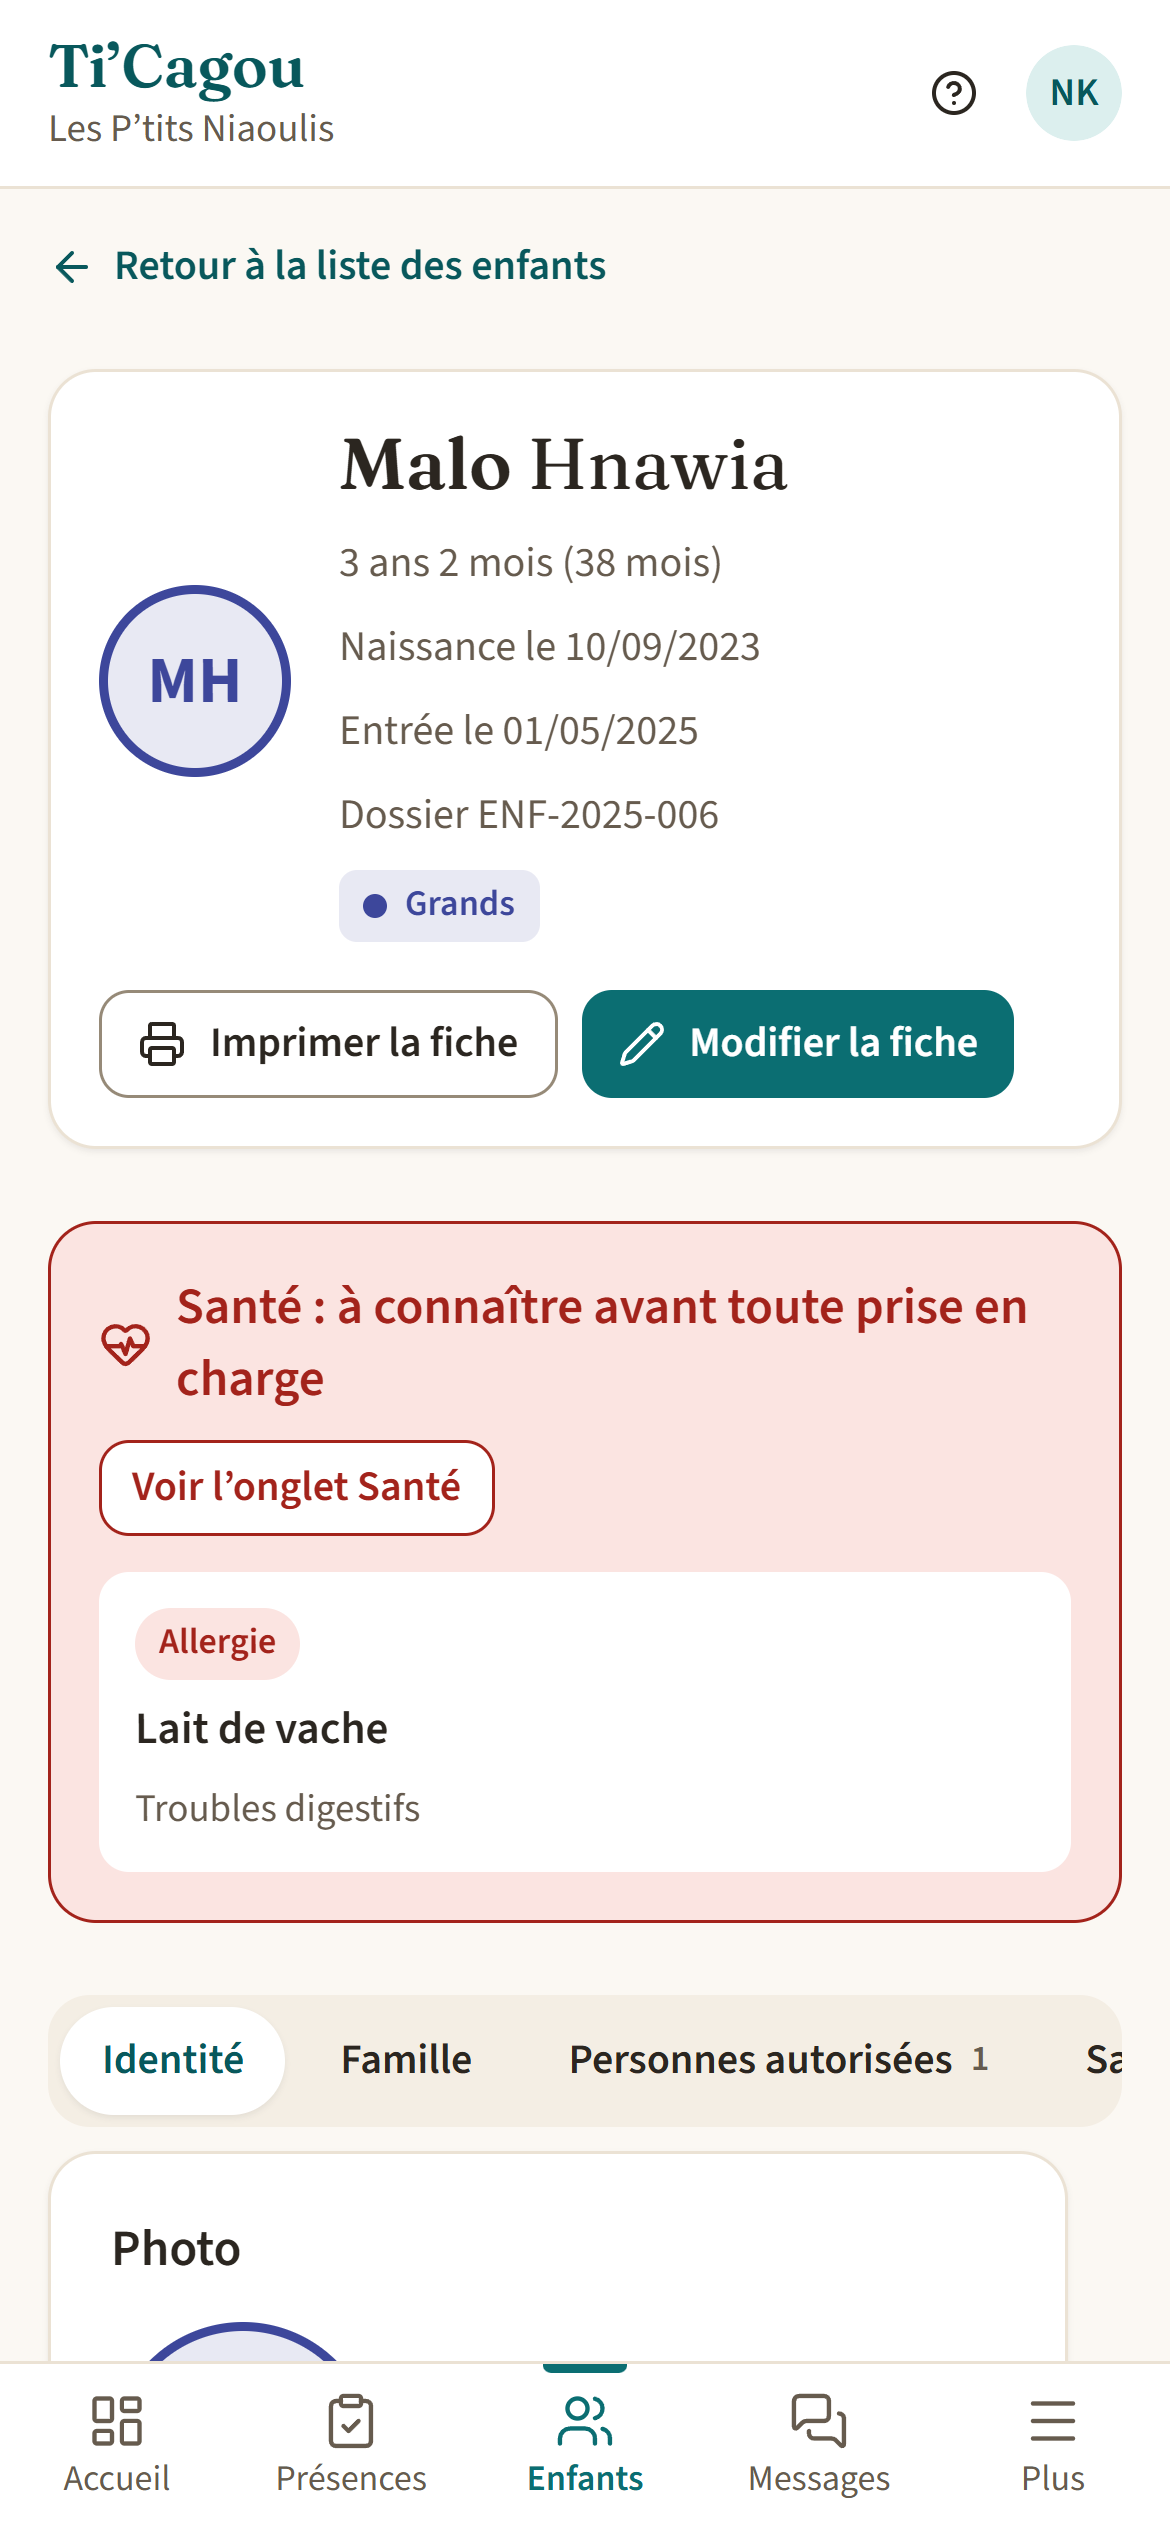 Ti’Cagou
Les P’tits Niaoulis
NK
Retour à la liste des enfants
Malo Hnawia
3 ans 2 mois (38 mois)
Naissance le 10/09/2023
MH
Entrée le 01/05/2025
Dossier ENF-2025-006
Grands
Imprimer la fiche
Modifier la fiche
Santé : à connaître avant toute prise en
charge
Voir l’onglet Santé
Allergie
Lait de vache
Troubles digestifs
Identité
Famille
Personnes autorisées 1
Sa
Photo
Accueil
Présences
Enfants
Messages
Plus